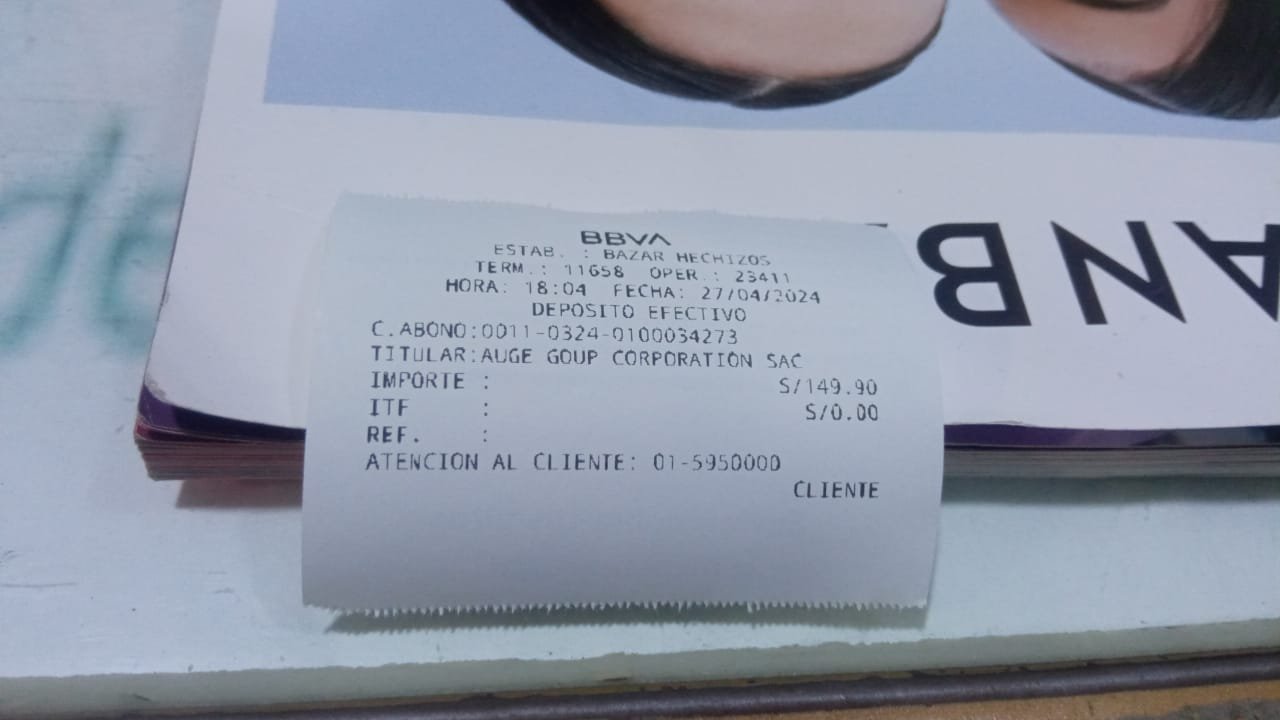 BBVA
ESTAB. : BAZAR HECHIZOS
TERM.: 11658 OPER.: 23411
HORA: 18:04 FECHA: 27/04/2024
DEPOSITO EFECTIVO
C.ABONO:0011-0324-0100034273
TITULAR:AUGE GOUP CORPORATION SAC
IMPORTE : S/149.90
ITF : S/0.00
REF. :
ATENCION AL CLIENTE: 01-5950000
CLIENTE